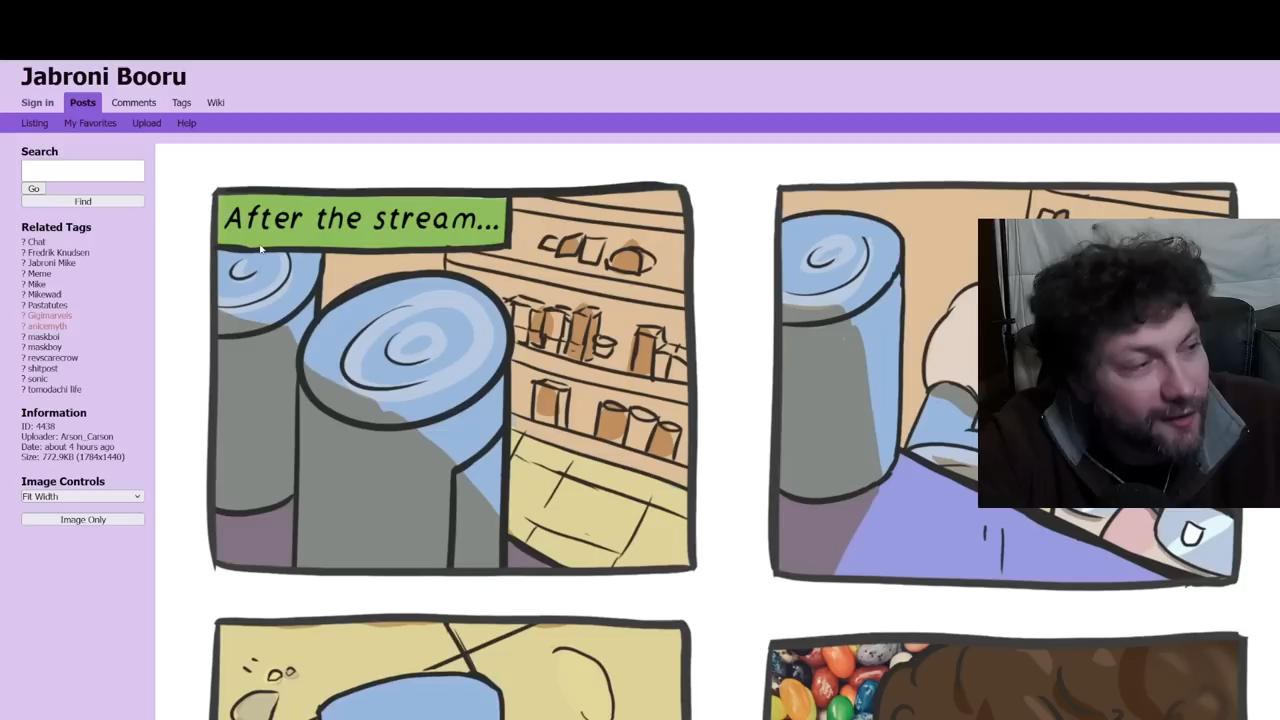 Jabroni Booru
Sign in Posts Comments Tags Wiki
Listing My Favorites Upload Help
Search
Go
Find
Related Tags
? Chat
? Fredrik Knudsen
? Jabroni Mike
? Meme
? Mike
? Mikewad
? Pastatutes
? Gigimarveis
? anicemyth
? maskboi
? maskboy
? revscarecrow
? shitpost
? sonic
? tomodachi life
Information
ID: 4438
Uploader: Arson_Carson
Date: about 4 hours ago
Size: 772.9KB (1784x1440)
Image Controls
Fit Width
Image Only
After the stream...